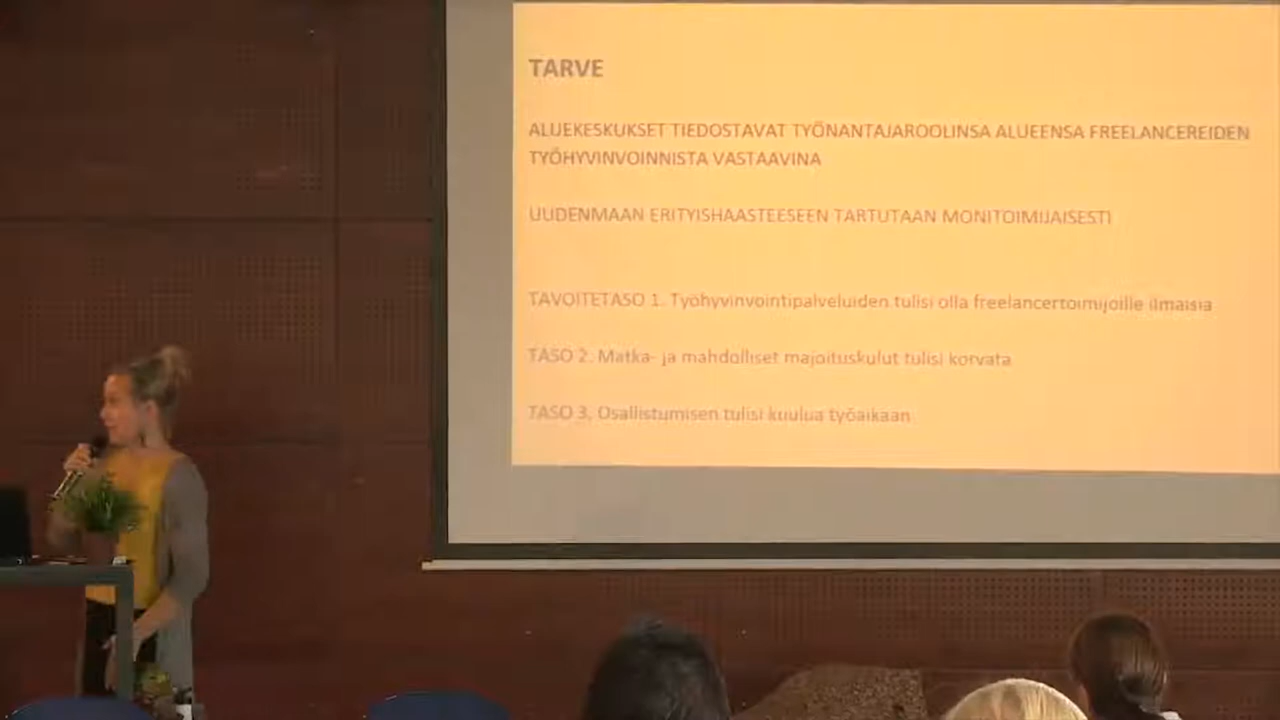 TARVE
ALUEKESKUKSET TIEDOSTAVAT TYÖNANTAJAROOLINSA ALUEENSA FREELANCEREIDEN
TYÖHYVINVOINNISTA VASTAAVINA
UUDENMAAN ERITYISHAASTEESEEN TARTUTAAN MONITOIMIJAISESTI
TAVOITETASO 1. Työhyvinvointipalveluiden tulisi olla freelancertoimijoille ilmaisia
TASO 2. Matka- ja mahdolliset majoituskulut tulisi korvata
TASO 3. Osallistumisen tulisi kuulua työaikaan